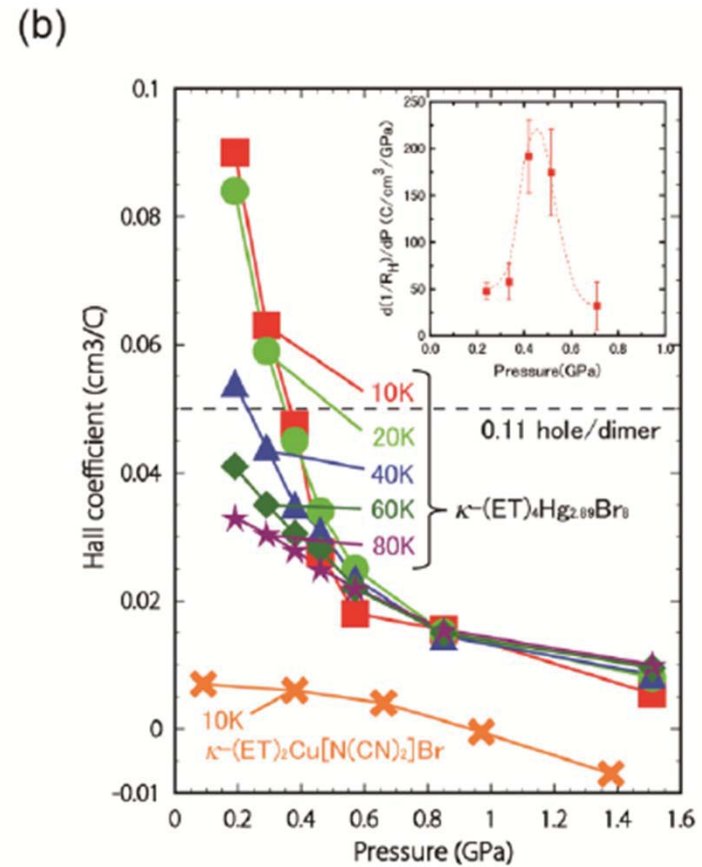 (b)
0.1
0.08
0.06
0.04
0.02
0
-0.01
Hall coefficient (cm3/C)
0
0.2
0.4
0.6
0.8
1
1.2
1.4
1.6
Pressure (GPa)
250
200
150
100
50
0
d(1/R_H)/dP (C/cm³/GPa)
0.0
0.2
0.4
0.6
0.8
1.0
Pressure(GPa)
10K
20K
40K
60K
80K
0.11 hole/dimer
κ-(ET)₄Hg₂.₈₉Br₈
10K
κ-(ET)₂Cu[N(CN)₂]Br